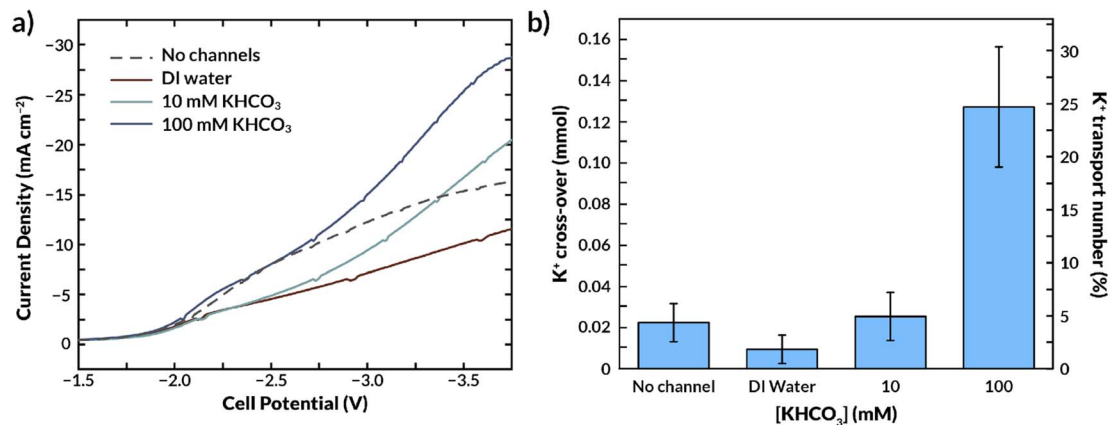 a)
Current Density (mA cm⁻²)
−30
−25
−20
−15
−10
−5
0
No channels
DI water
10 mM KHCO₃
100 mM KHCO₃
−1.5 −2.0 −2.5 −3.0 −3.5
Cell Potential (V)
b)
K⁺ cross-over (mmol)
0.16
0.14
0.12
0.10
0.08
0.06
0.04
0.02
0
30
25
20
15
10
5
0
K⁺ transport number (%)
No channel DI Water 10 100
[KHCO₃] (mM)